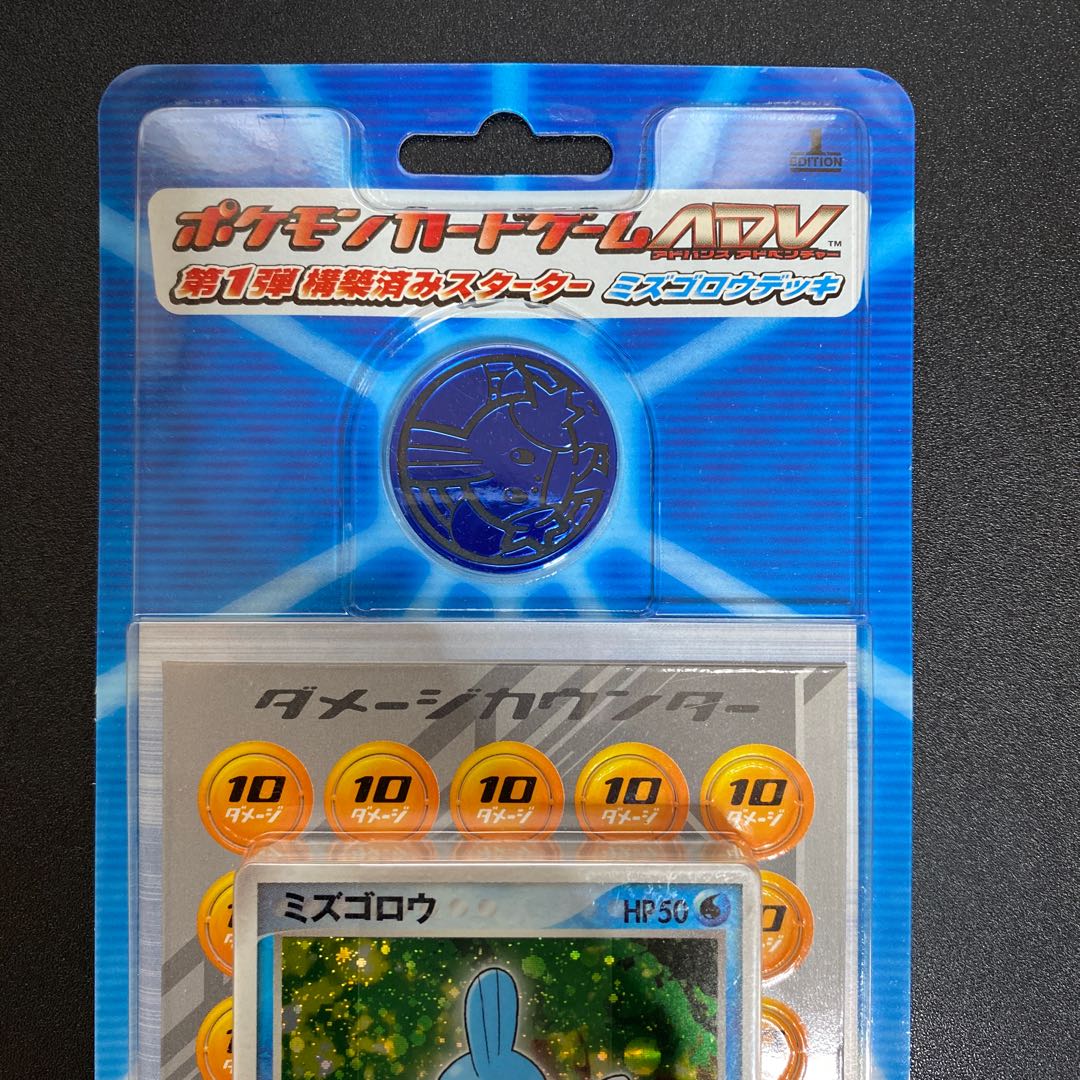 1
EDITION
ポケモンカードゲームADV™
アドバンス アドベンチャー
第1弾 構築済みスターター ミズゴロウデッキ
ダメージカウンター
10 10 10 10 10
ダメージ ダメージ ダメージ ダメージ ダメージ
ミズゴロウ HP50
10